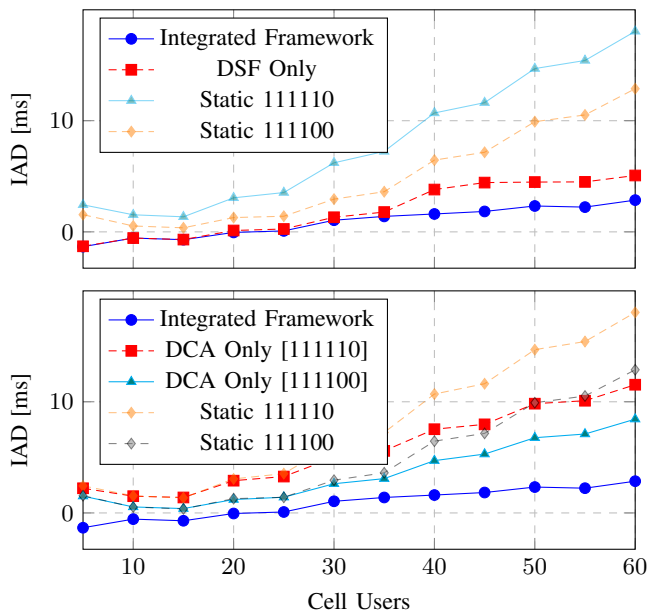 Integrated Framework
DSF Only
Static 111110
Static 111100
10
0
IAD [ms]
Integrated Framework
DCA Only [111110]
DCA Only [111100]
Static 111110
Static 111100
10
0
IAD [ms]
10 20 30 40 50 60
Cell Users